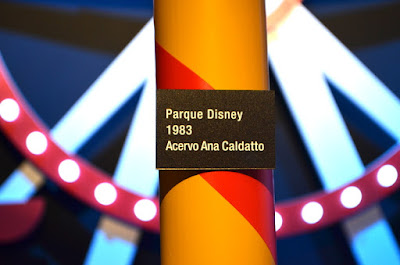 Parque Disney
1983
Acervo Ana Caldatto